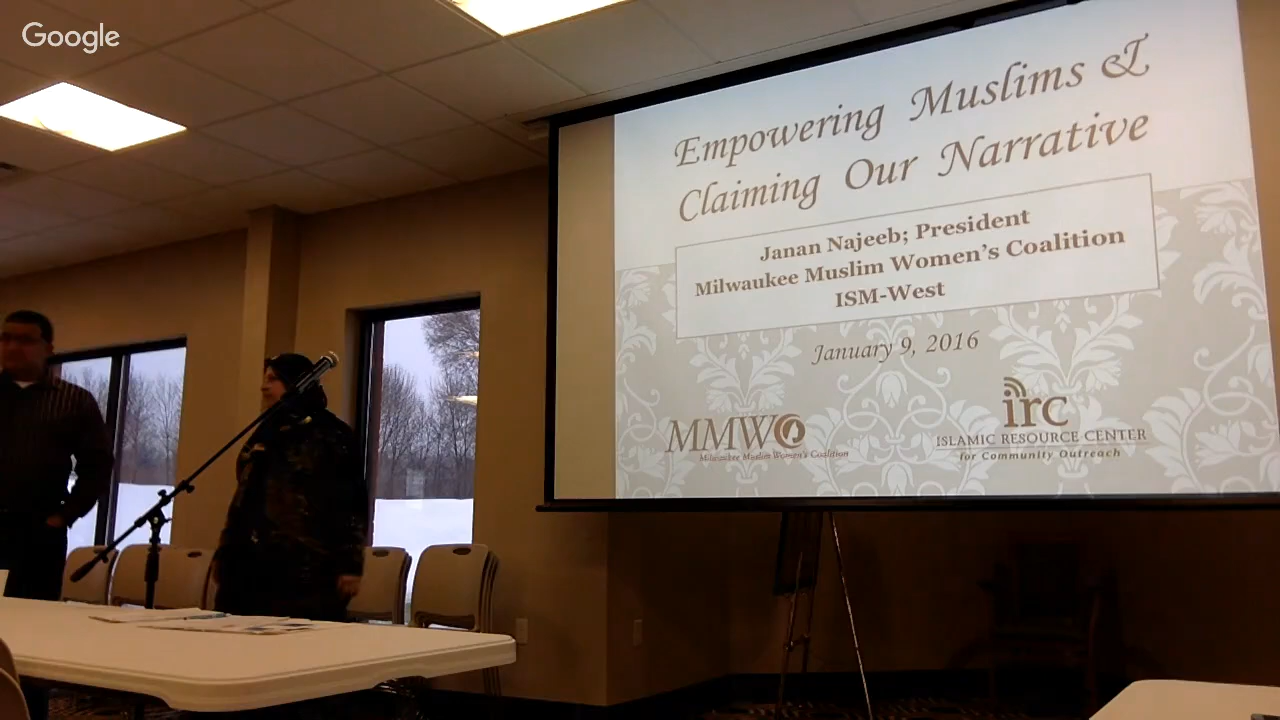 Google
Empowering Muslims &
Claiming Our Narrative
Janan Najeeb; President
Milwaukee Muslim Women's Coalition
ISM-West
January 9, 2016
MMWC
Milwaukee Muslim Women's Coalition
irc
ISLAMIC RESOURCE CENTER
for Community Outreach